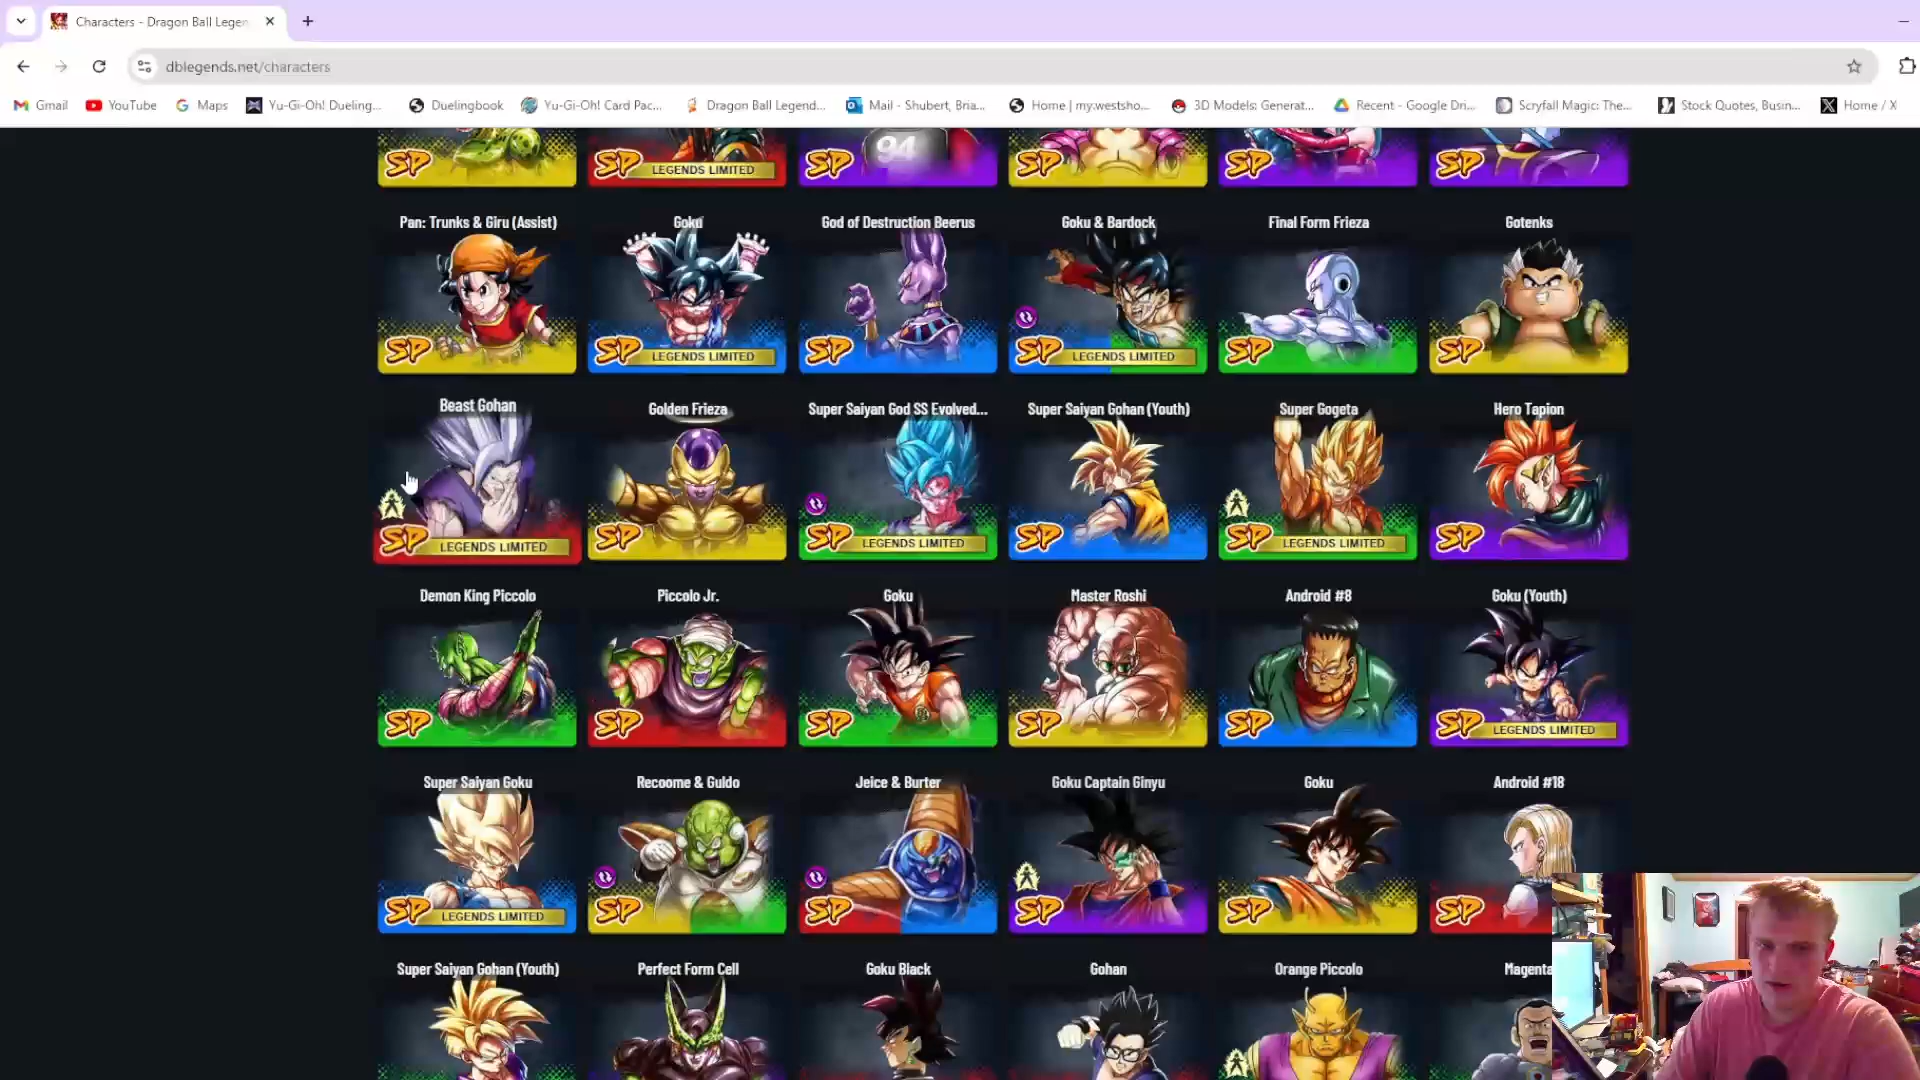 Characters - Dragon Ball Legen
dblegends.net/characters
Gmail YouTube Maps Yu-Gi-Oh! Dueling... Duelingbook Yu-Gi-Oh! Card Pac... Dragon Ball Legend... Mail - Shubert, Bria... Home | my.westsho... 3D Models: Generat... Recent - Google Dri... Scryfall Magic: The... Stock Quotes, Busin... Home / X
94
SP SP LEGENDS LIMITED SP SP SP SP
Pan: Trunks & Giru (Assist) Goku God of Destruction Beerus Goku & Bardock Final Form Frieza Gotenks
SP SP LEGENDS LIMITED SP SP LEGENDS LIMITED SP SP
Beast Gohan Golden Frieza Super Saiyan God SS Evolved... Super Saiyan Gohan (Youth) Super Gogeta Hero Tapion
SP LEGENDS LIMITED SP SP LEGENDS LIMITED SP SP LEGENDS LIMITED SP
Demon King Piccolo Piccolo Jr. Goku Master Roshi Android #8 Goku (Youth)
SP SP SP SP SP SP LEGENDS LIMITED
Super Saiyan Goku Recoome & Guldo Jeice & Burter Goku Captain Ginyu Goku Android #18
SP LEGENDS LIMITED SP SP SP SP SP
Super Saiyan Gohan (Youth) Perfect Form Cell Goku Black Gohan Orange Piccolo Magenta